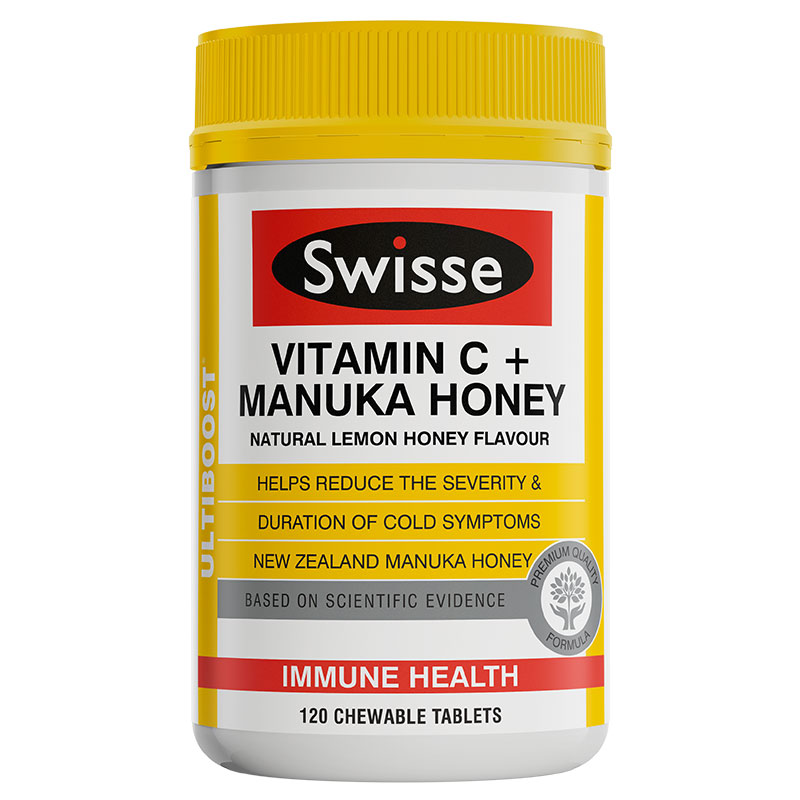 Swisse
VITAMIN C +
MANUKA HONEY
NATURAL LEMON HONEY FLAVOUR
ULTIBOOST
HELPS REDUCE THE SEVERITY &
DURATION OF COLD SYMPTOMS
NEW ZEALAND MANUKA HONEY
BASED ON SCIENTIFIC EVIDENCE
PREMIUM QUALITY
FORMULA
IMMUNE HEALTH
120 CHEWABLE TABLETS